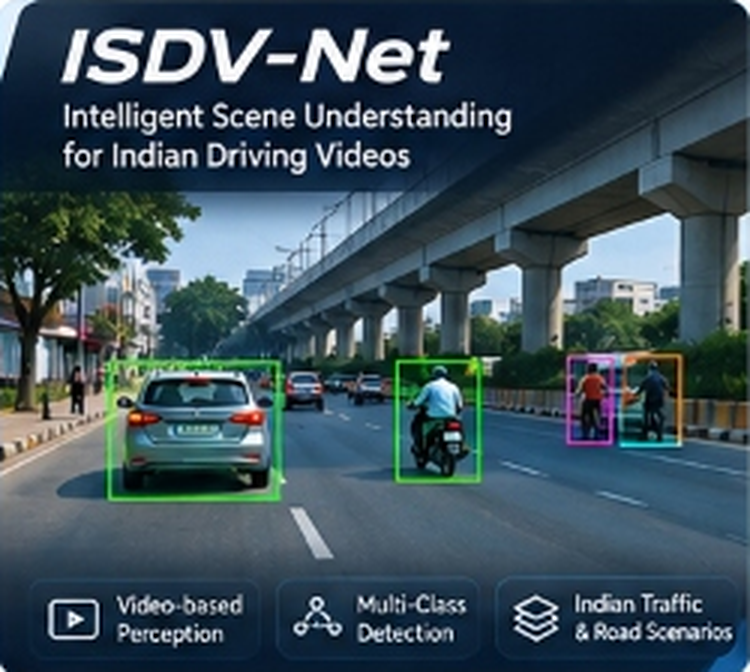 ISDV-Net
Intelligent Scene Understanding
for Indian Driving Videos
Video-based
Perception
Multi-Class
Detection
Indian Traffic
& Road Scenarios